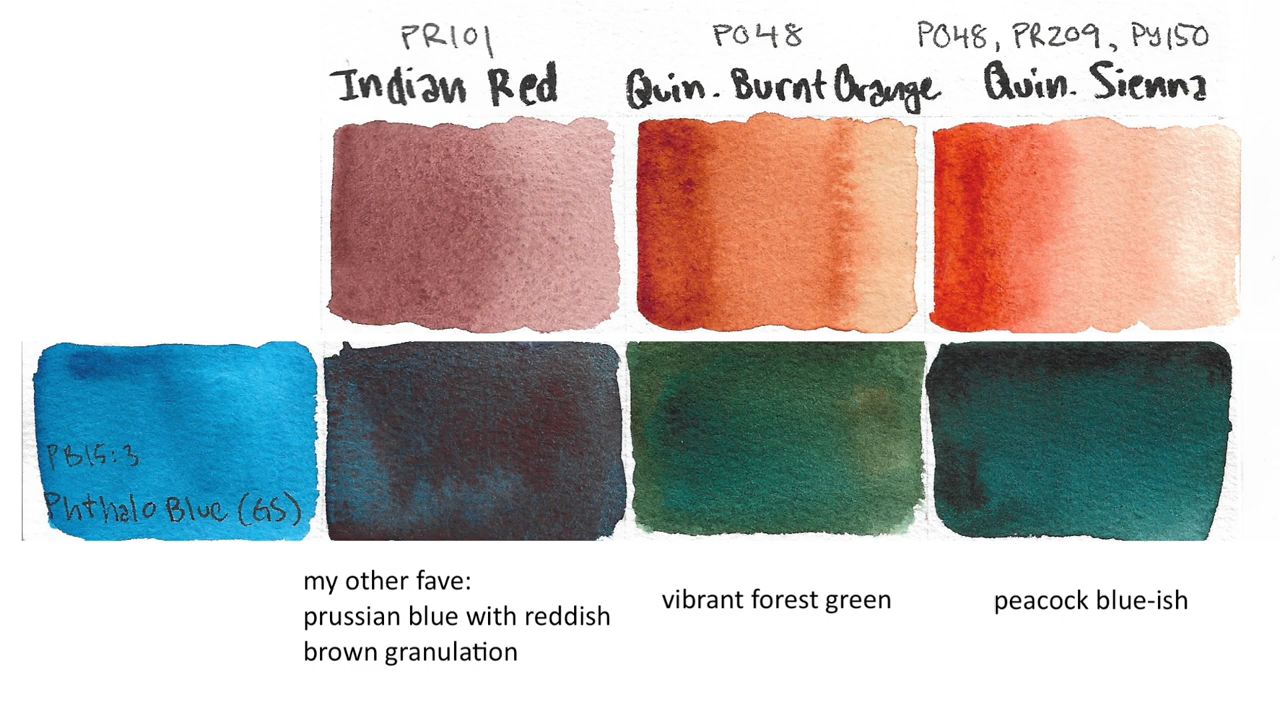 PR101
PO48
PO48, PR209, PY150
Indian Red
Quin. Burnt Orange
Quin. Sienna
PB15:3
Phthalo Blue (GS)
my other fave:
prussian blue with reddish
brown granulation
vibrant forest green
peacock blue-ish